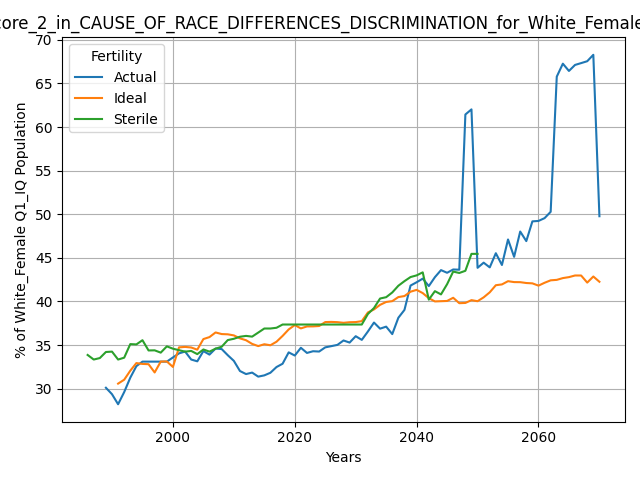 core_2_in_CAUSE_OF_RACE_DIFFERENCES_DISCRIMINATION_for_White_Female
Fertility
Actual
Ideal
Sterile
% of White_Female Q1_IQ Population
70
65
60
55
50
45
40
35
30
2000
2020
2040
2060
Years